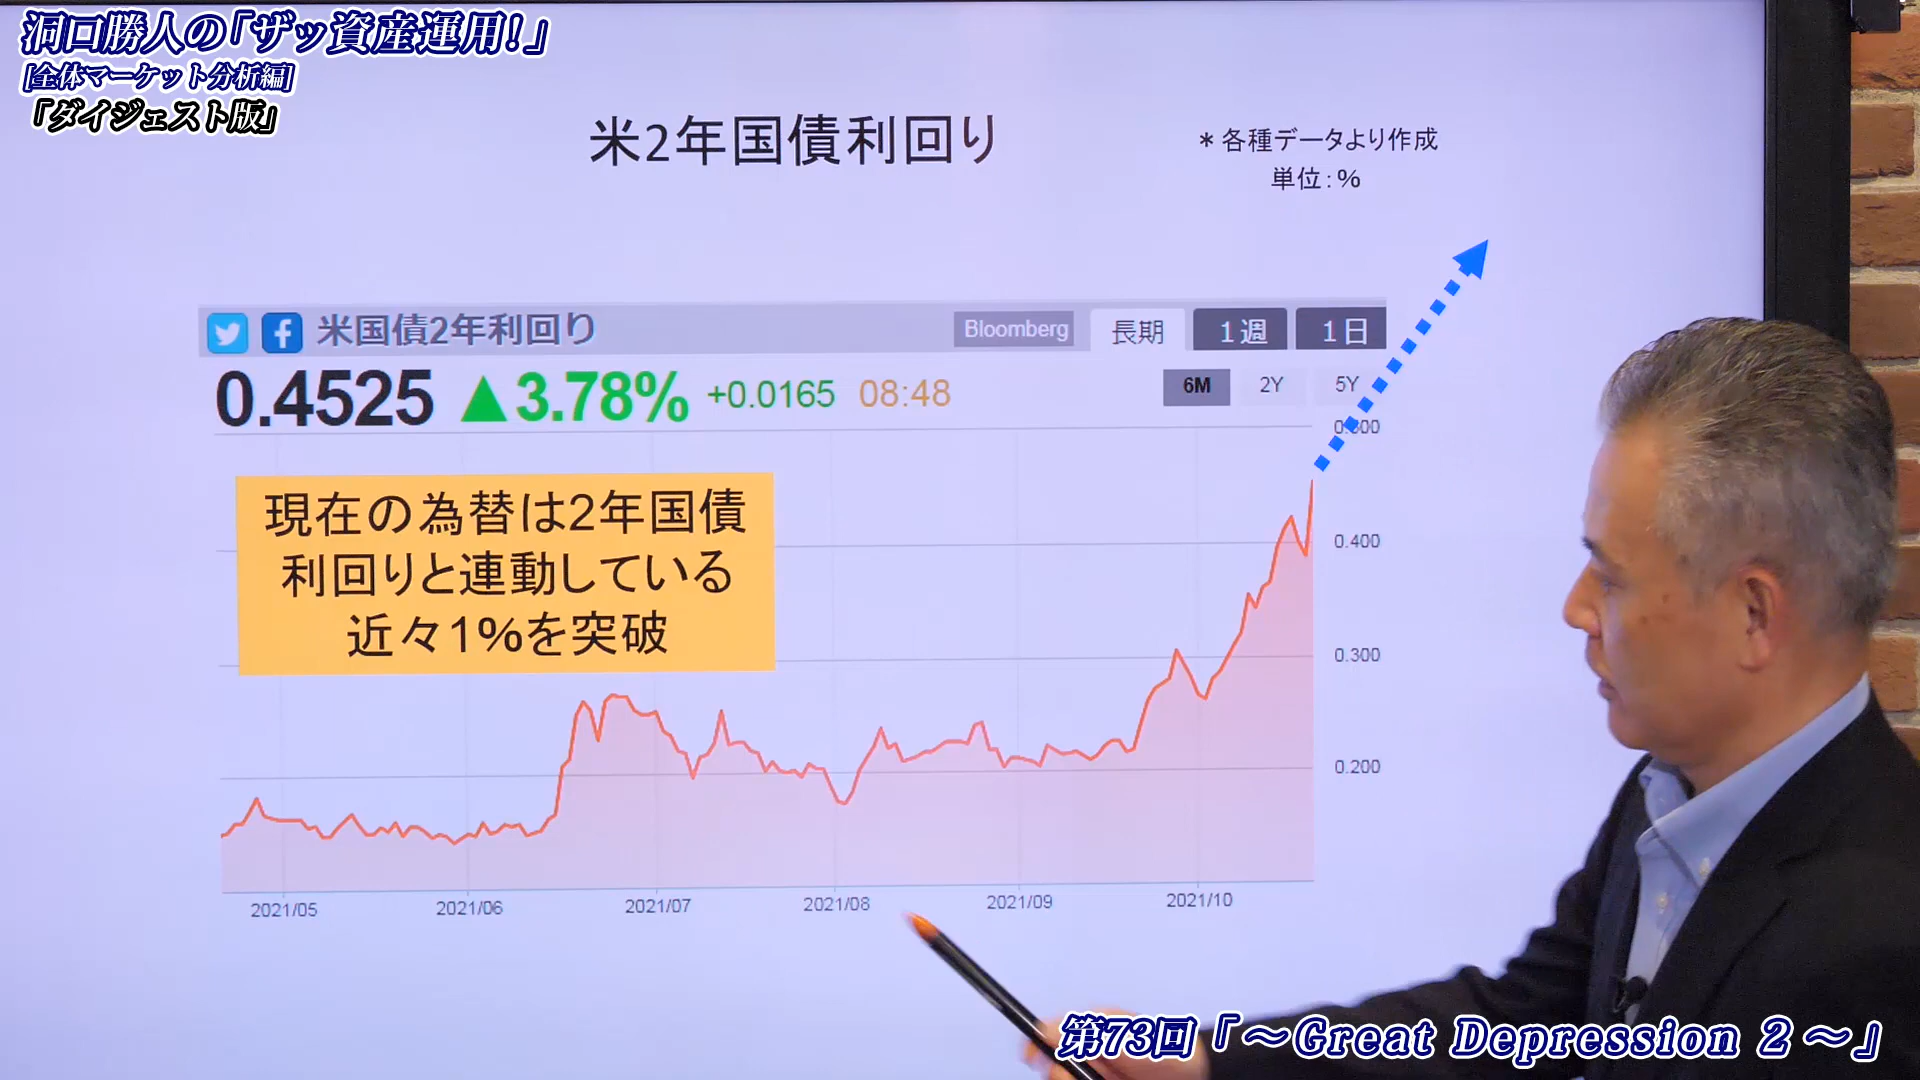 洞口勝人の「ザッ資産運用!」
[全体マーケット分析編]
「ダイジェスト版」
米2年国債利回り
＊各種データより作成
単位：％
米国債2年利回り
Bloomberg
長期
1週
1日
0.4525 ▲3.78% +0.0165 08:48
6M
2Y
5Y
現在の為替は2年国債
利回りと連動している
近々1%を突破
0.400
0.300
0.200
2021/05
2021/06
2021/07
2021/08
2021/09
2021/10
第73回「～Great Depression 2～」